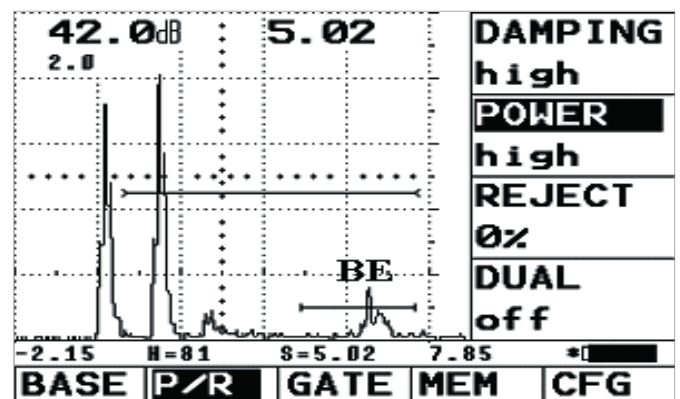 42.0dB 5.02
2.0
DAMPING
high
POWER
high
REJECT
0%
DUAL
off
BE
-2.15 H=81 S=5.02 7.85 *
BASE P/R GATE MEM CFG